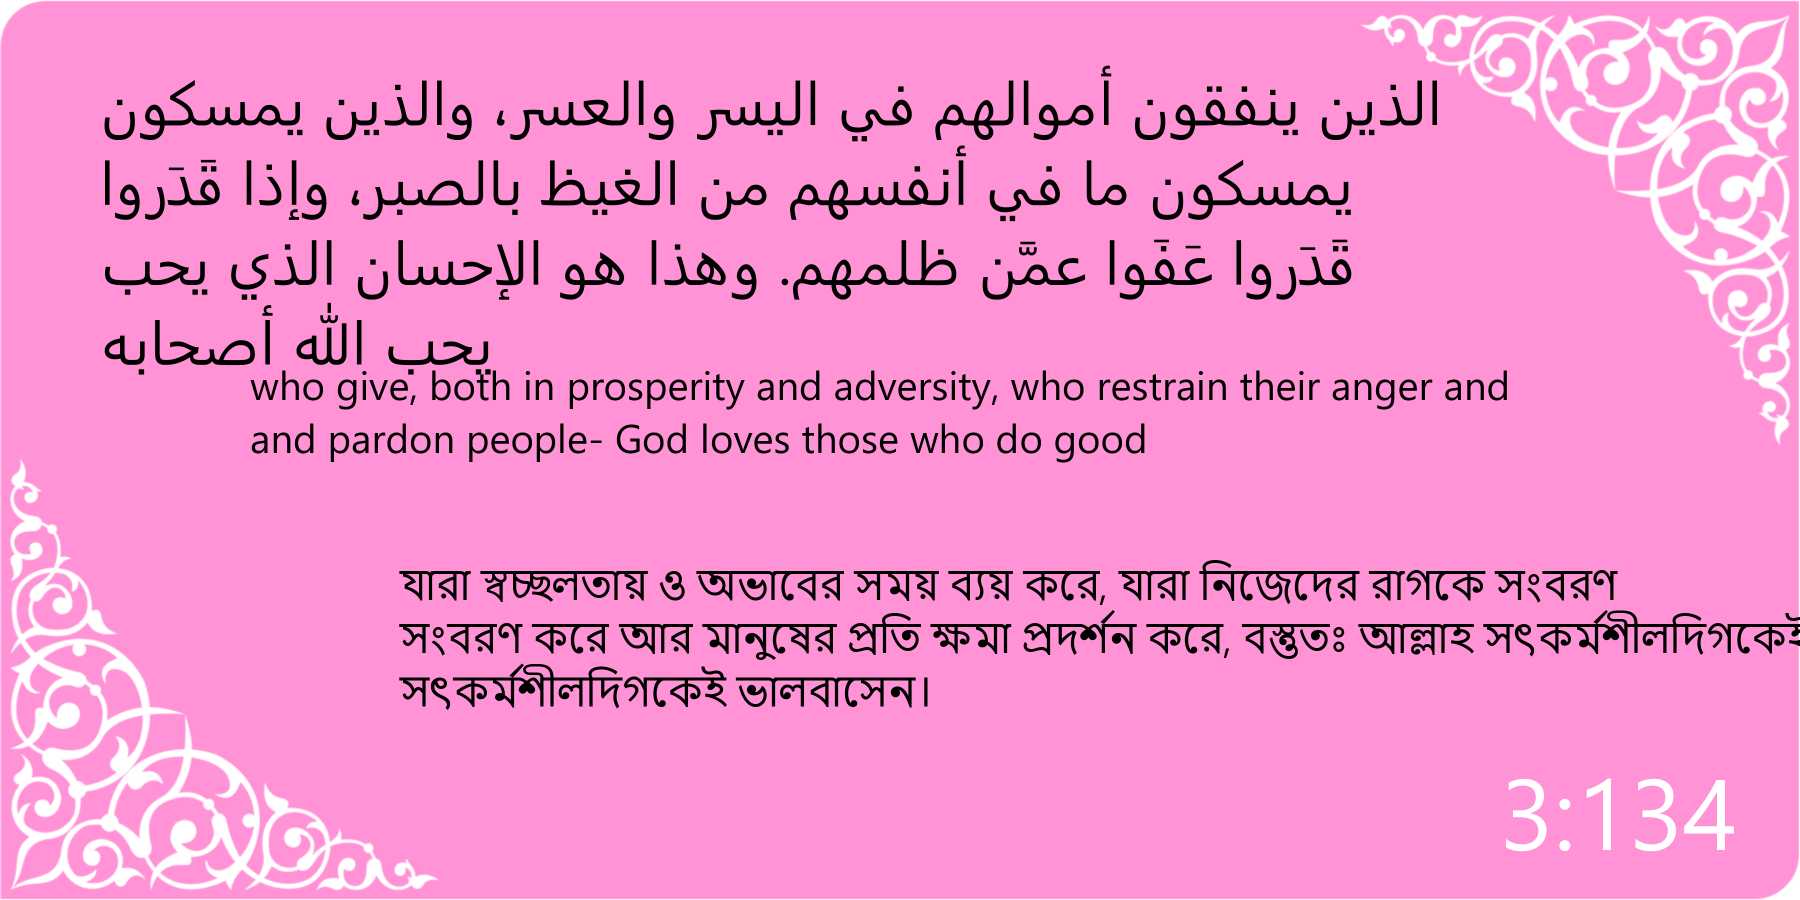 الذين ينفقون أموالهم في اليسر والعسر، والذين يمسكون
يمسكون ما في أنفسهم من الغيظ بالصبر، وإذا قَدَروا
قَدَروا عَفَوا عمَّن ظلمهم. وهذا هو الإحسان الذي يحب
يحب الله أصحابه
who give, both in prosperity and adversity, who restrain their anger and
and pardon people- God loves those who do good
যারা স্বচ্ছলতায় ও অভাবের সময় ব্যয় করে, যারা নিজেদের রাগকে সংবরণ
সংবরণ করে আর মানুষের প্রতি ক্ষমা প্রদর্শন করে, বস্তুতঃ আল্লাহ সৎকর্মশীলদিগকেই
সৎকর্মশীলদিগকেই ভালবাসেন।
3:134